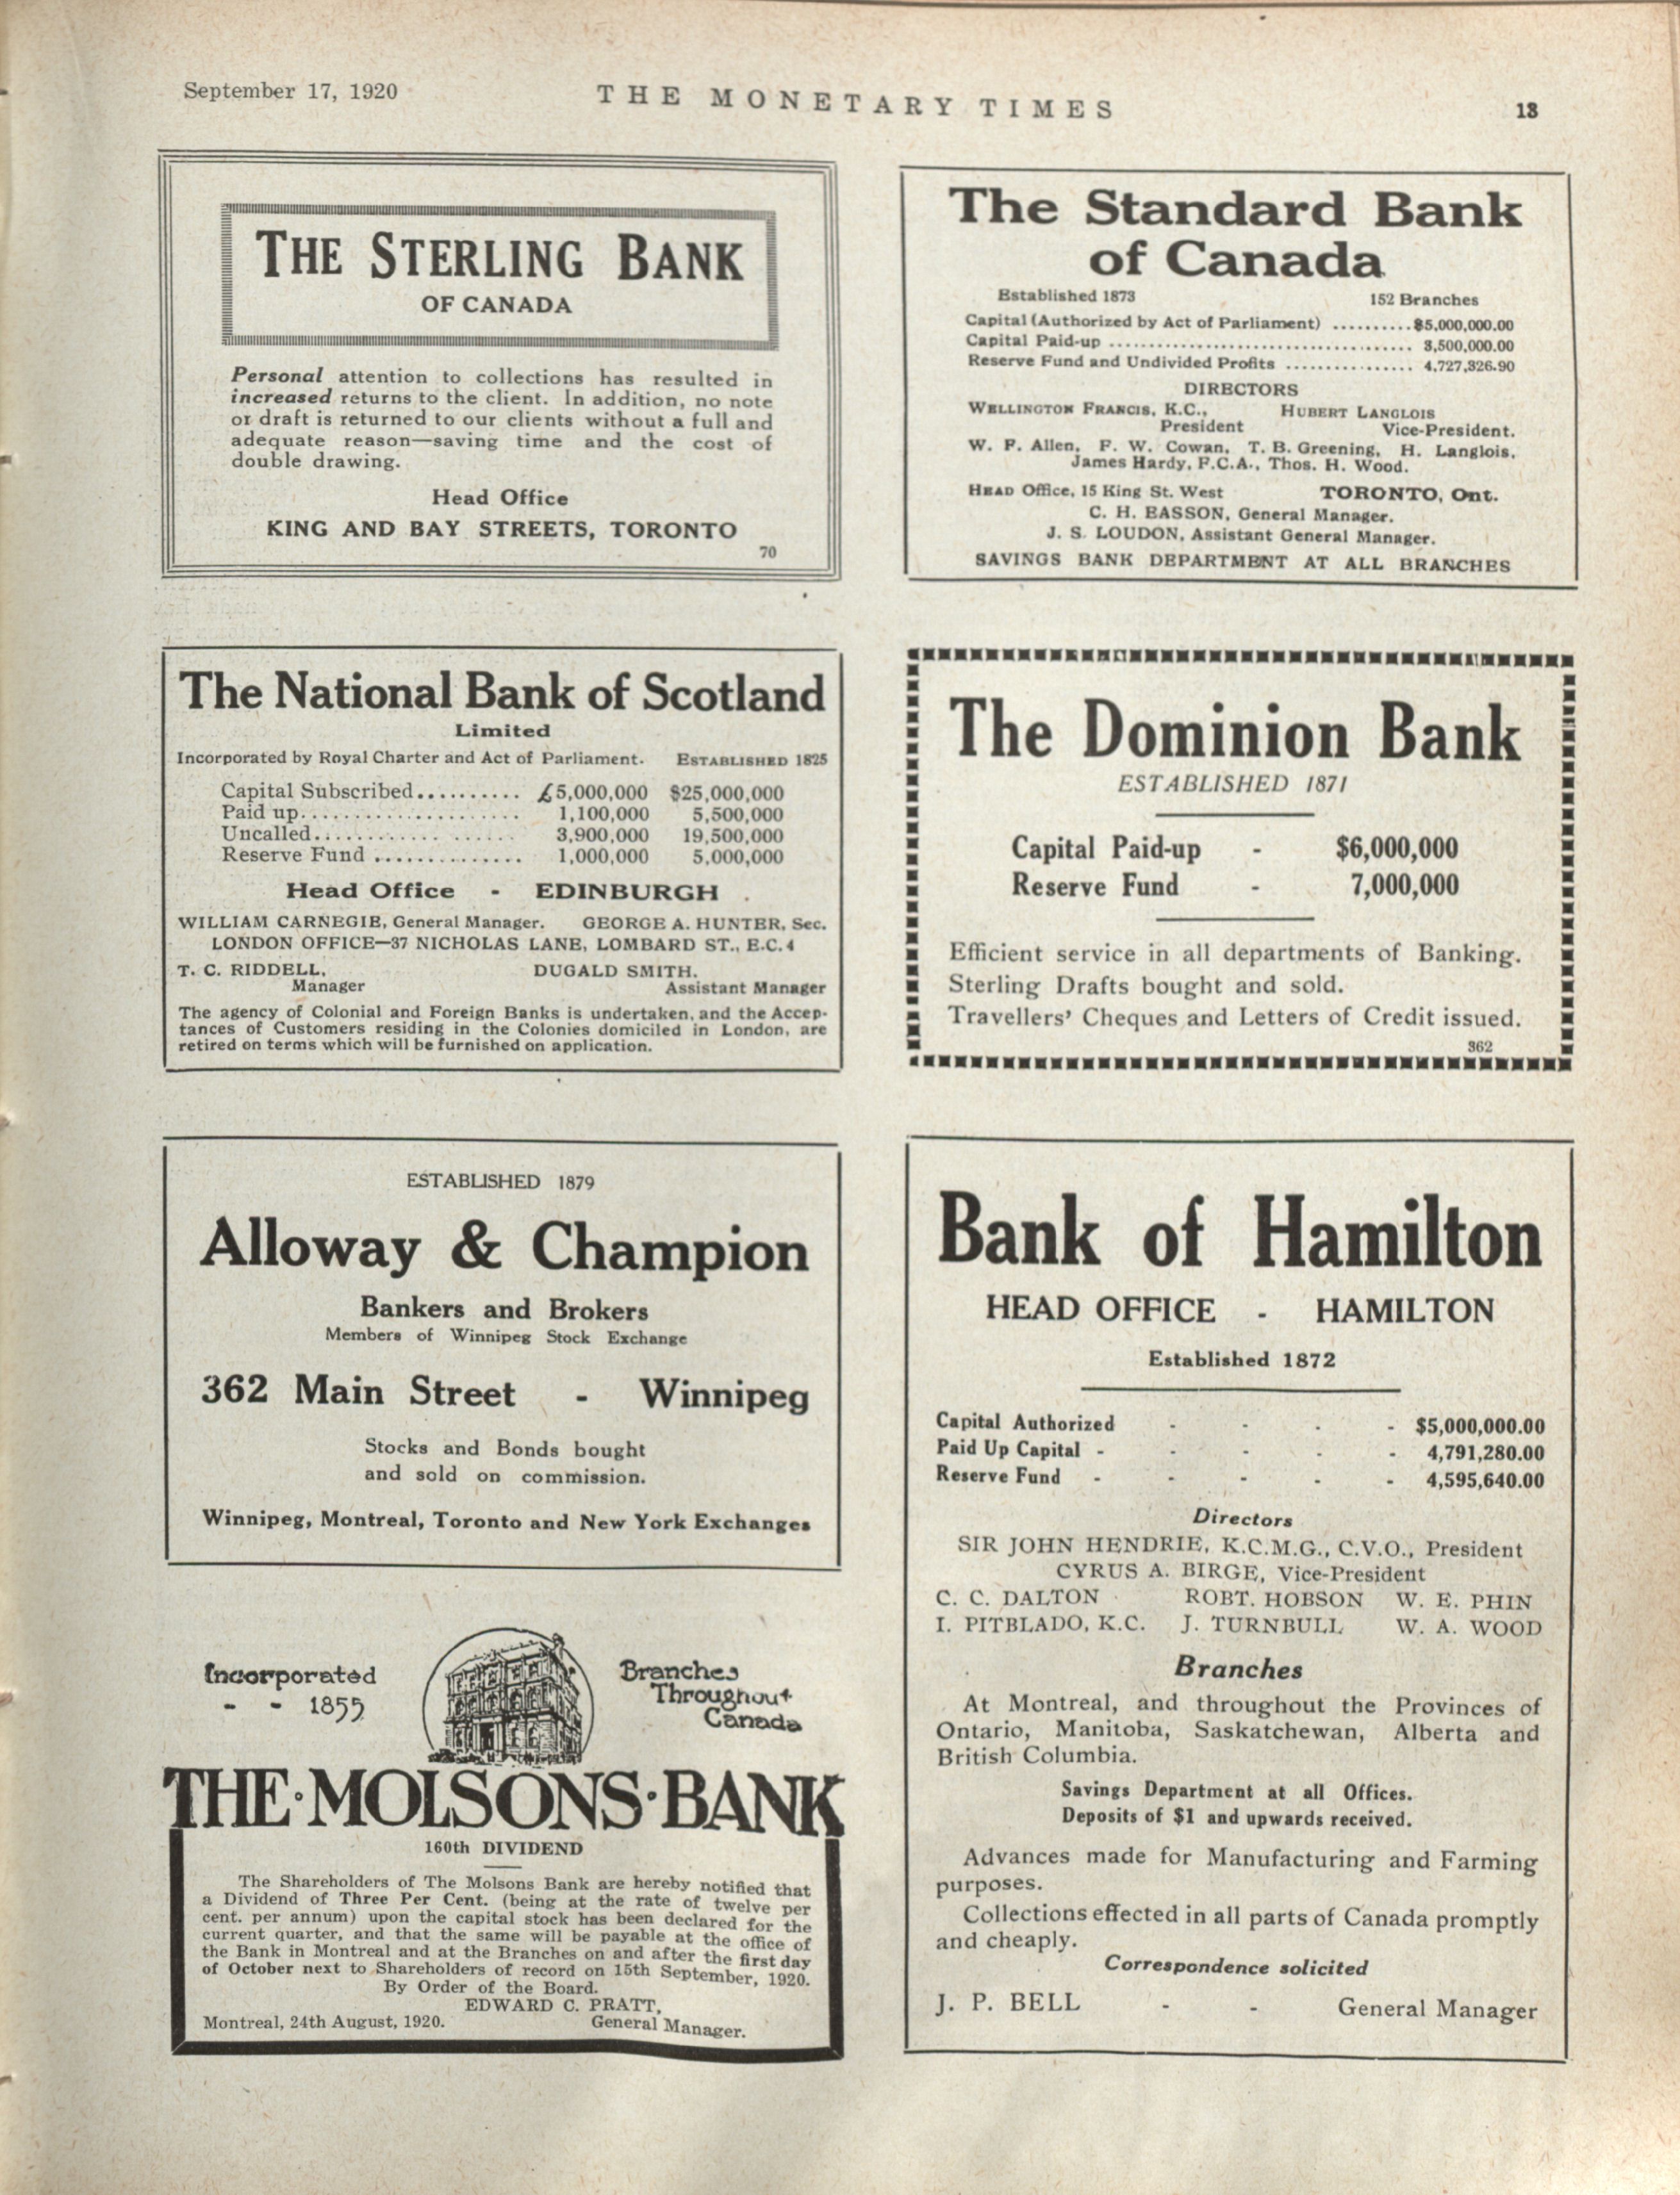 September 17, 1920
THE MONETARY TIMES
13
THE STERLING BANK
OF CANADA
Personal attention to collections has resulted in
increased returns to the client. In addition, no note
or draft is returned to our clients without a full and
adequate reason—saving time and the cost of
double drawing.
Head Office
KING AND BAY STREETS, TORONTO
70
The Standard Bank
of Canada
Established 1873 152 Branches
Capital (Authorized by Act of Parliament) .......... $5,000,000.00
Capital Paid-up ...................................... 3,500,000.00
Reserve Fund and Undivided Profits ................ 4,727,326.90
DIRECTORS
WELLINGTON FRANCIS, K.C., HUBERT LANGLOIS
President Vice-President.
W. F. Allen, F. W. Cowan, T. B. Greening, H. Langlois,
James Hardy, F.C.A., Thos. H. Wood.
HEAD Office, 15 King St. West TORONTO, Ont.
C. H. EASSON, General Manager.
J. S. LOUDON, Assistant General Manager.
SAVINGS BANK DEPARTMENT AT ALL BRANCHES
The National Bank of Scotland
Limited
Incorporated by Royal Charter and Act of Parliament. ESTABLISHED 1825
Capital Subscribed.......... £5,000,000 $25,000,000
Paid up..................... 1,100,000 5,500,000
Uncalled.................... 3,900,000 19,500,000
Reserve Fund ............... 1,000,000 5,000,000
Head Office - EDINBURGH
WILLIAM CARNEGIE, General Manager. GEORGE A. HUNTER, Sec.
LONDON OFFICE—37 NICHOLAS LANE, LOMBARD ST., E.C.4
T. C. RIDDELL, DUGALD SMITH,
Manager Assistant Manager
The agency of Colonial and Foreign Banks is undertaken, and the Accep-
tances of Customers residing in the Colonies domiciled in London, are
retired on terms which will be furnished on application.
The Dominion Bank
ESTABLISHED 1871
Capital Paid-up - $6,000,000
Reserve Fund - 7,000,000
Efficient service in all departments of Banking.
Sterling Drafts bought and sold.
Travellers' Cheques and Letters of Credit issued.
362
ESTABLISHED 1879
Alloway & Champion
Bankers and Brokers
Members of Winnipeg Stock Exchange
362 Main Street - Winnipeg
Stocks and Bonds bought
and sold on commission.
Winnipeg, Montreal, Toronto and New York Exchanges
Incorporated
- - 1855
Branches
Throughout
Canada
THE·MOLSONS·BANK
160th DIVIDEND
The Shareholders of The Molsons Bank are hereby notified that
a Dividend of Three Per Cent. (being at the rate of twelve per
cent. per annum) upon the capital stock has been declared for the
current quarter, and that the same will be payable at the office of
the Bank in Montreal and at the Branches on and after the first day
of October next to Shareholders of record on 15th September, 1920.
By Order of the Board.
EDWARD C. PRATT,
Montreal, 24th August, 1920. General Manager.
Bank of Hamilton
HEAD OFFICE - HAMILTON
Established 1872
Capital Authorized - - - - $5,000,000.00
Paid Up Capital - - - - - 4,791,280.00
Reserve Fund - - - - - 4,595,640.00
Directors
SIR JOHN HENDRIE, K.C.M.G., C.V.O., President
CYRUS A. BIRGE, Vice-President
C. C. DALTON ROBT. HOBSON W. E. PHIN
I. PITBLADO, K.C. J. TURNBULL W. A. WOOD
Branches
At Montreal, and throughout the Provinces of
Ontario, Manitoba, Saskatchewan, Alberta and
British Columbia.
Savings Department at all Offices.
Deposits of $1 and upwards received.
Advances made for Manufacturing and Farming
purposes.
Collections effected in all parts of Canada promptly
and cheaply.
Correspondence solicited
J. P. BELL - - General Manager